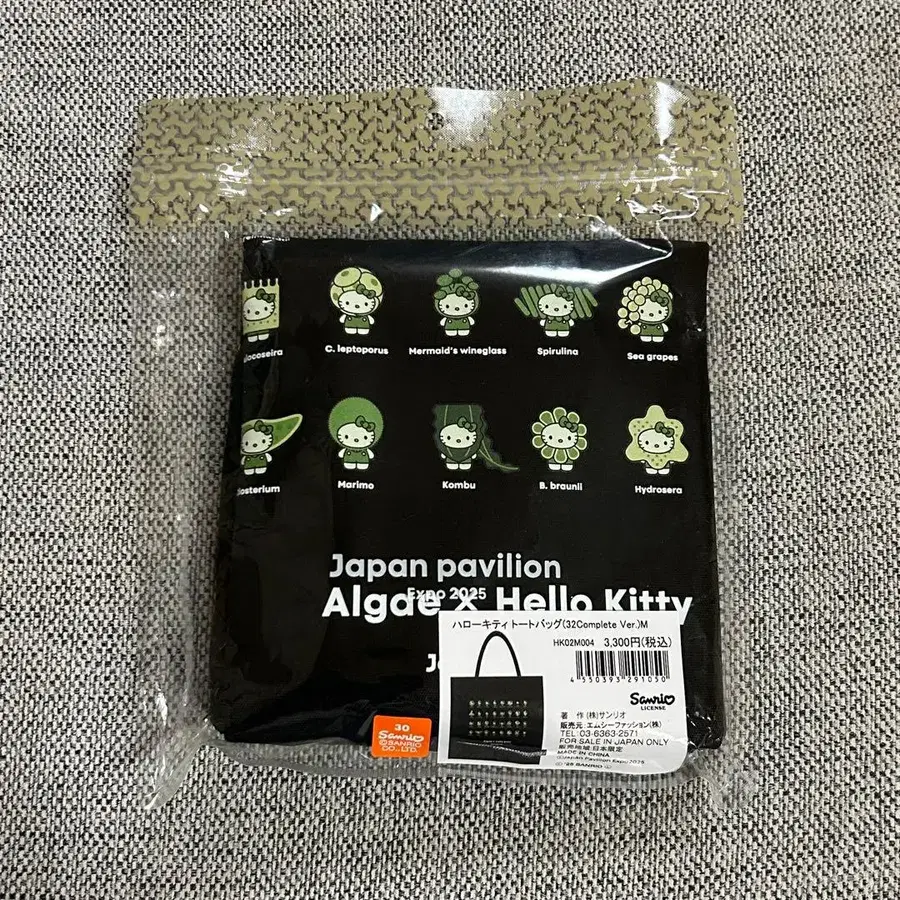 C. leptoporus
Mermaid's wineglass
Spirulina
Sea grapes
Marimo
Kombu
B. braunii
Hydrosera
Japan pavilion
Expo 2025
Algae × Hello Kitty
ハローキティトートバッグ(32Complete Ver.)M
HK02M004 3,300円(税込)
4 550393 291050
Sanrio
LICENSE
著 作 (株)サンリオ
販売元:エムシーファッション(株)
TEL:03-6363-2571
FOR SALE IN JAPAN ONLY
販売地域:日本限定
MADE IN CHINA
©Japan Pavilion Expo2025
©'25 SANRIO
30
Sanrio
©SANRIO
CO., LTD.